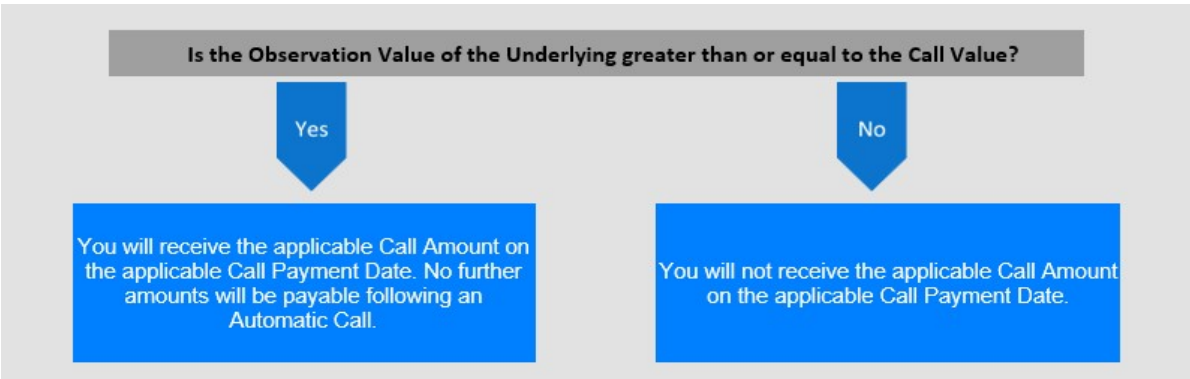 Is the Observation Value of the Underlying greater than or equal to the Call Value?
Yes
No
You will receive the applicable Call Amount on
the applicable Call Payment Date. No further
amounts will be payable following an
Automatic Call.
You will not receive the applicable Call Amount
on the applicable Call Payment Date.